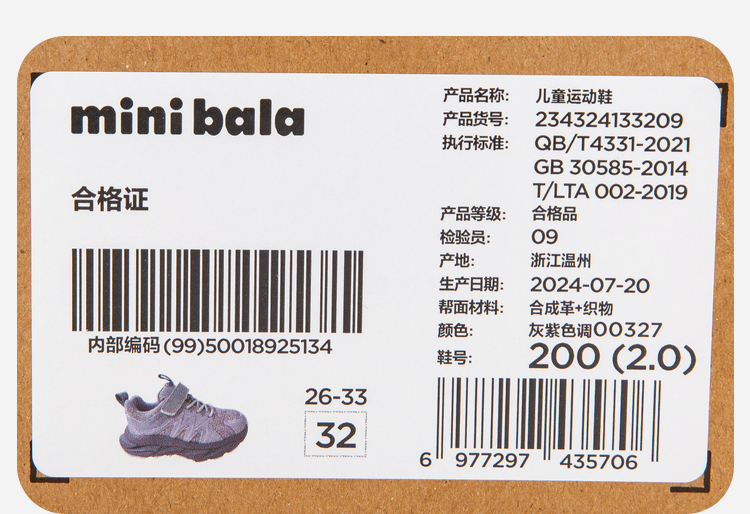 mini bala
合格证
内部编码(99)50018925134
26-33
32
产品名称: 儿童运动鞋
产品货号: 234324133209
执行标准: QB/T4331-2021
GB 30585-2014
T/LTA 002-2019
产品等级: 合格品
检验员: 09
产地: 浙江温州
生产日期: 2024-07-20
帮面材料: 合成革+织物
颜色: 灰紫色调00327
鞋号: 200 (2.0)
6 977297 435706